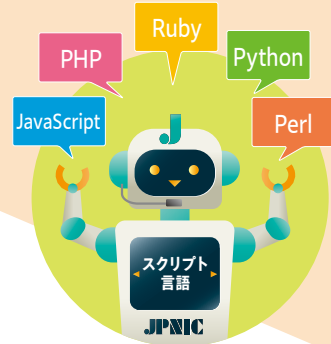 Ruby
PHP
Python
JavaScript
Perl
スクリプト
言語
JPNIC